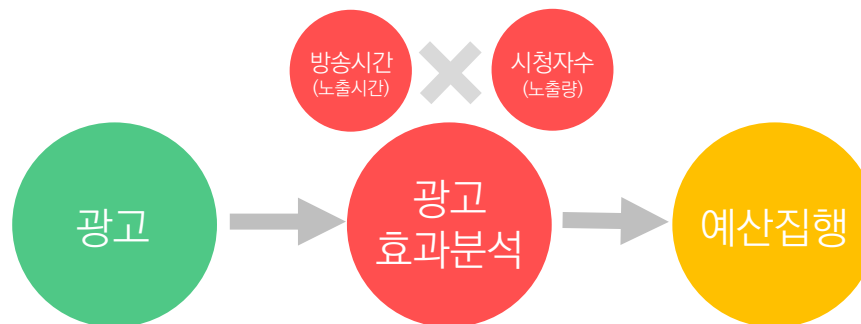 방송시간
(노출시간)
시청자수
(노출량)
광고
광고
효과분석
예산집행